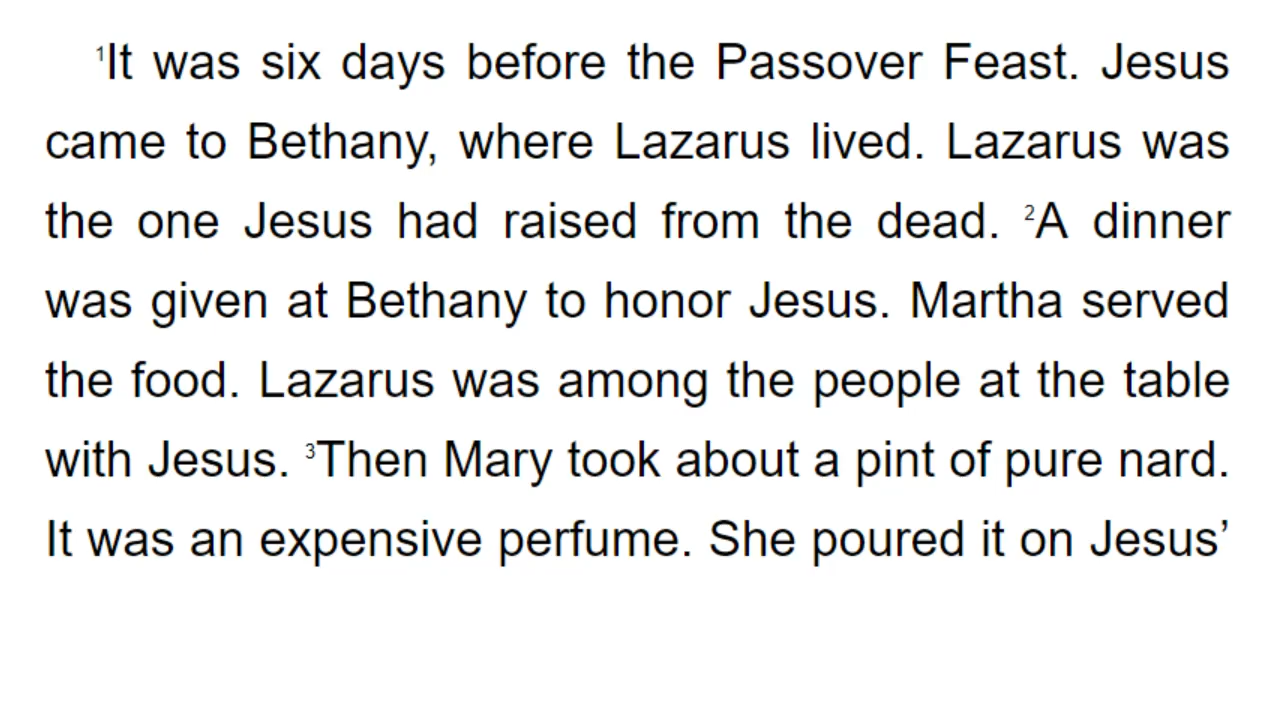 ¹It was six days before the Passover Feast. Jesus
came to Bethany, where Lazarus lived. Lazarus was
the one Jesus had raised from the dead. ²A dinner
was given at Bethany to honor Jesus. Martha served
the food. Lazarus was among the people at the table
with Jesus. ³Then Mary took about a pint of pure nard.
It was an expensive perfume. She poured it on Jesus’